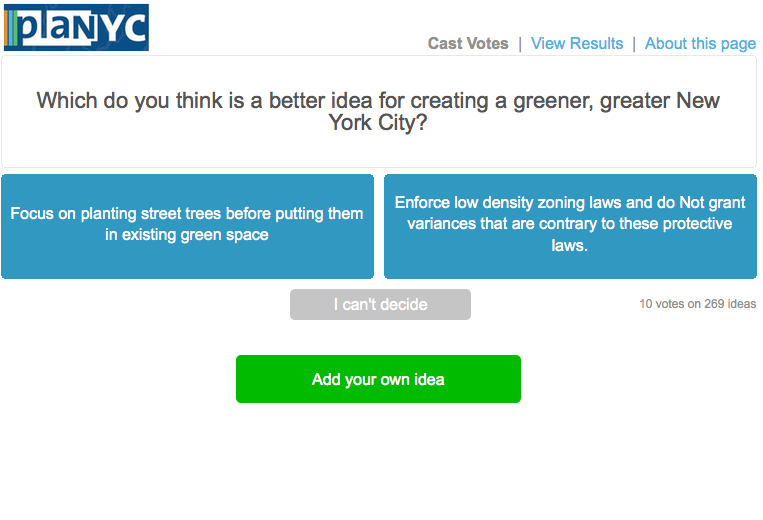 plaNYC
Cast Votes | View Results | About this page
Which do you think is a better idea for creating a greener, greater New
York City?
Focus on planting street trees before putting them
in existing green space
Enforce low density zoning laws and do Not grant
variances that are contrary to these protective
laws.
I can't decide
10 votes on 269 ideas
Add your own idea